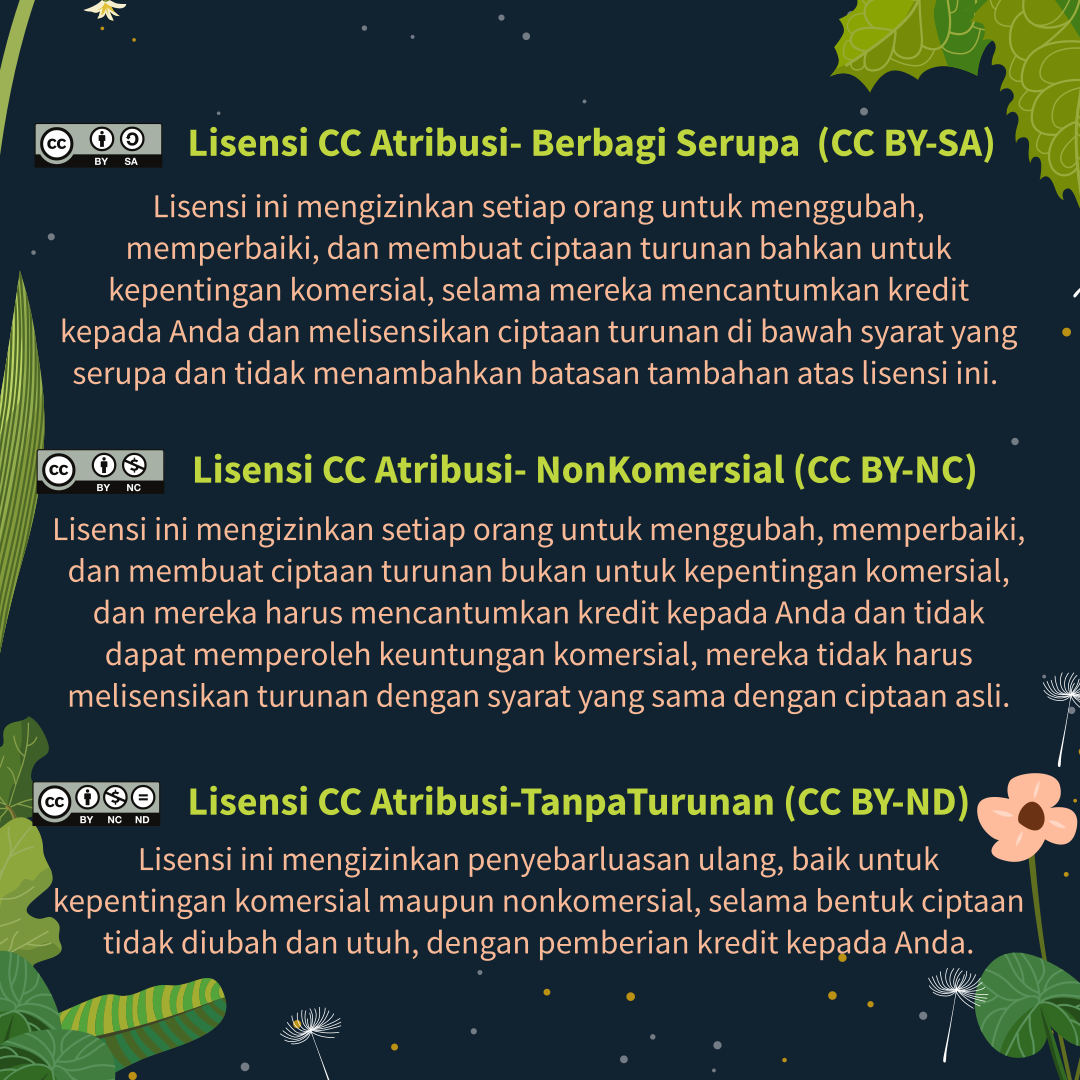 cc BY SA
Lisensi CC Atribusi- Berbagi Serupa (CC BY-SA)
Lisensi ini mengizinkan setiap orang untuk menggubah,
memperbaiki, dan membuat ciptaan turunan bahkan untuk
kepentingan komersial, selama mereka mencantumkan kredit
kepada Anda dan melisensikan ciptaan turunan di bawah syarat yang
serupa dan tidak menambahkan batasan tambahan atas lisensi ini.
cc BY NC
Lisensi CC Atribusi- NonKomersial (CC BY-NC)
Lisensi ini mengizinkan setiap orang untuk menggubah, memperbaiki,
dan membuat ciptaan turunan bukan untuk kepentingan komersial,
dan mereka harus mencantumkan kredit kepada Anda dan tidak
dapat memperoleh keuntungan komersial, mereka tidak harus
melisensikan turunan dengan syarat yang sama dengan ciptaan asli.
cc BY NC ND
Lisensi CC Atribusi-TanpaTurunan (CC BY-ND)
Lisensi ini mengizinkan penyebarluasan ulang, baik untuk
kepentingan komersial maupun nonkomersial, selama bentuk ciptaan
tidak diubah dan utuh, dengan pemberian kredit kepada Anda.